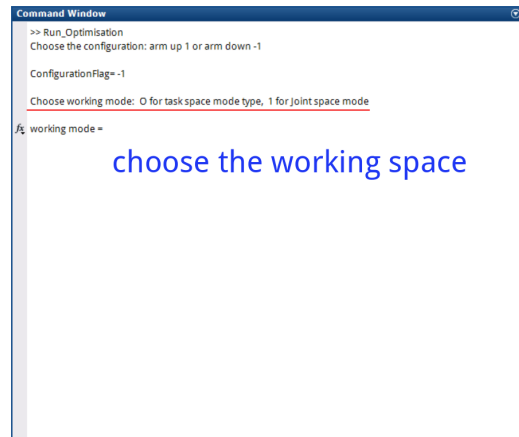 Command Window
>> Run_Optimisation
Choose the configuration: arm up 1 or arm down -1
ConfigurationFlag= -1
Choose working mode: O for task space mode type, 1 for Joint space mode
fx working mode =
choose the working space